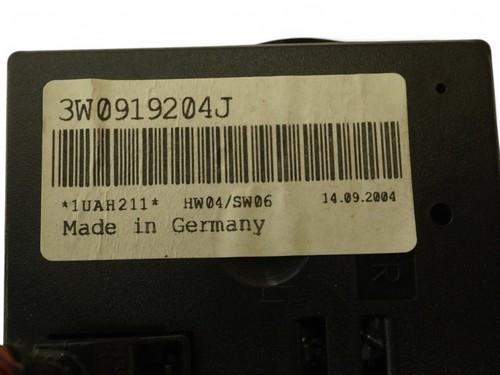 3W0919204J
*1UAH211* HW04/SW06 14.09.2004
Made in Germany
R